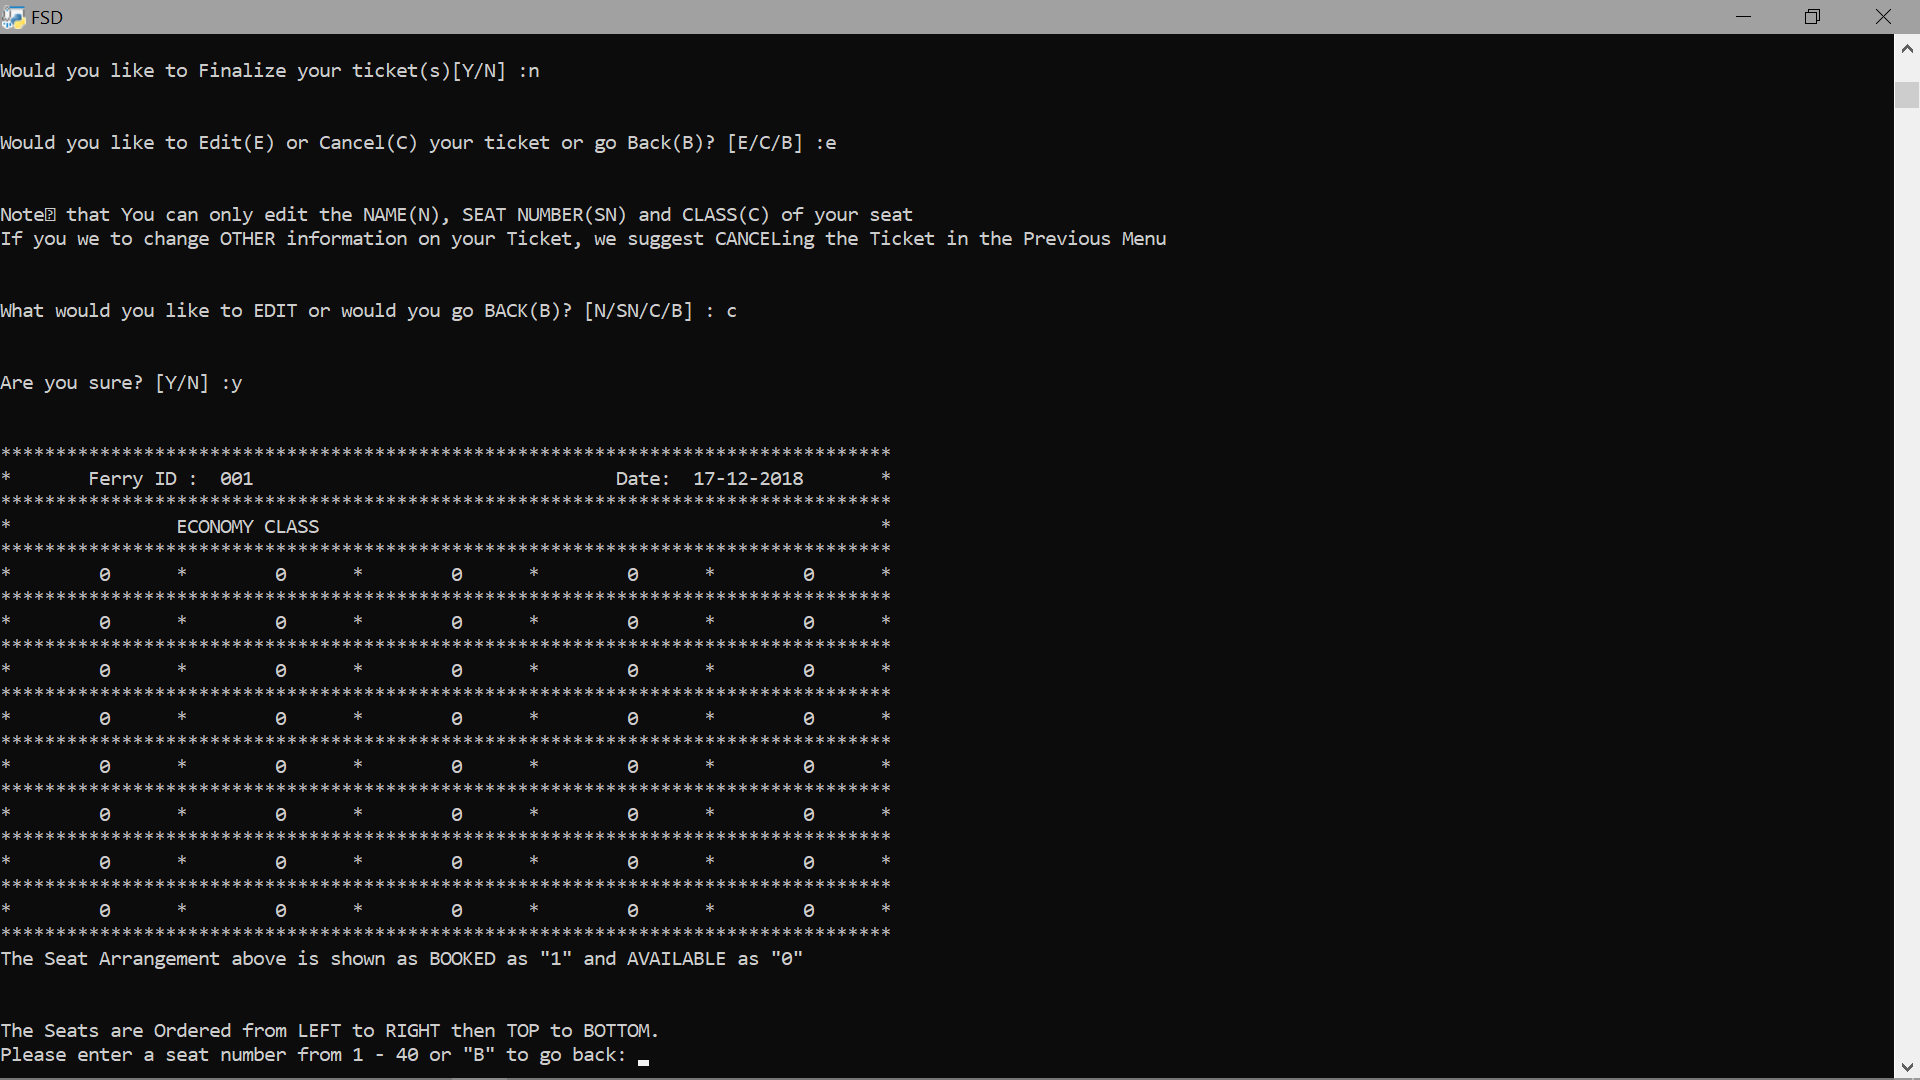 FSD
Would you like to Finalize your ticket(s)[Y/N] :n
Would you like to Edit(E) or Cancel(C) your ticket or go Back(B)? [E/C/B] :e
Note⍰ that You can only edit the NAME(N), SEAT NUMBER(SN) and CLASS(C) of your seat
If you we to change OTHER information on your Ticket, we suggest CANCELing the Ticket in the Previous Menu
What would you like to EDIT or would you go BACK(B)? [N/SN/C/B] : c
Are you sure? [Y/N] :y
*********************************************************************************
*       Ferry ID :  001                                 Date:  17-12-2018       *
*********************************************************************************
*               ECONOMY CLASS                                                   *
*********************************************************************************
*        0      *        0      *        0      *        0      *        0      *
*********************************************************************************
*        0      *        0      *        0      *        0      *        0      *
*********************************************************************************
*        0      *        0      *        0      *        0      *        0      *
*********************************************************************************
*        0      *        0      *        0      *        0      *        0      *
*********************************************************************************
*        0      *        0      *        0      *        0      *        0      *
*********************************************************************************
*        0      *        0      *        0      *        0      *        0      *
*********************************************************************************
*        0      *        0      *        0      *        0      *        0      *
*********************************************************************************
*        0      *        0      *        0      *        0      *        0      *
*********************************************************************************
The Seat Arrangement above is shown as BOOKED as "1" and AVAILABLE as "0"
The Seats are Ordered from LEFT to RIGHT then TOP to BOTTOM.
Please enter a seat number from 1 - 40 or "B" to go back: